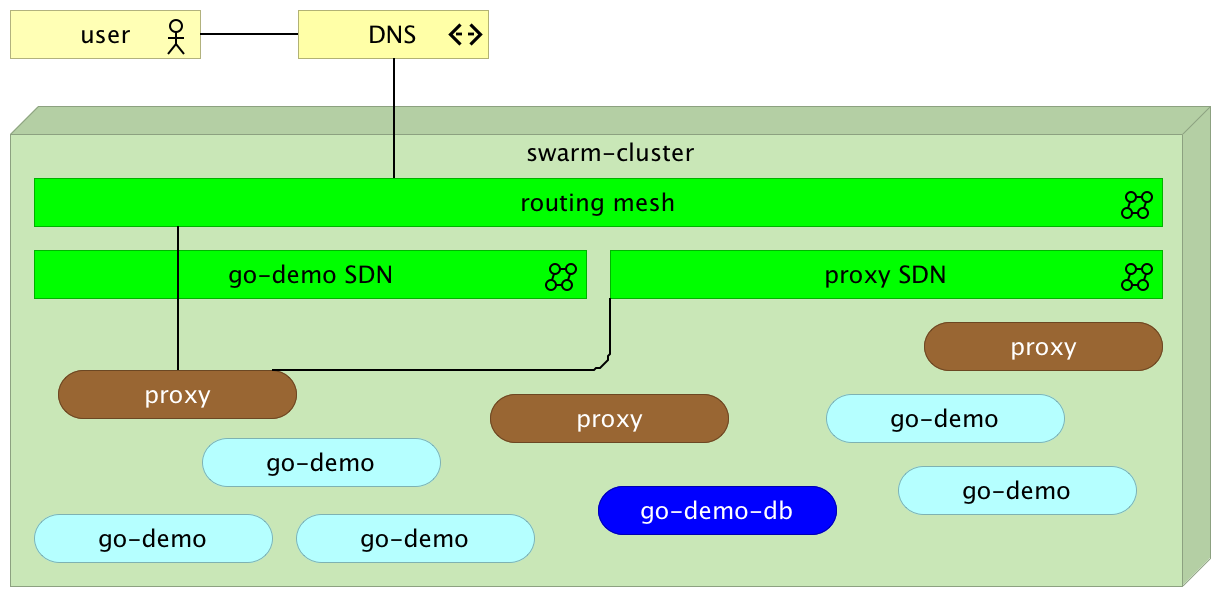 user
DNS
swarm-cluster
routing mesh
go-demo SDN
proxy SDN
proxy
proxy
proxy
go-demo
go-demo
go-demo
go-demo-db
go-demo
go-demo